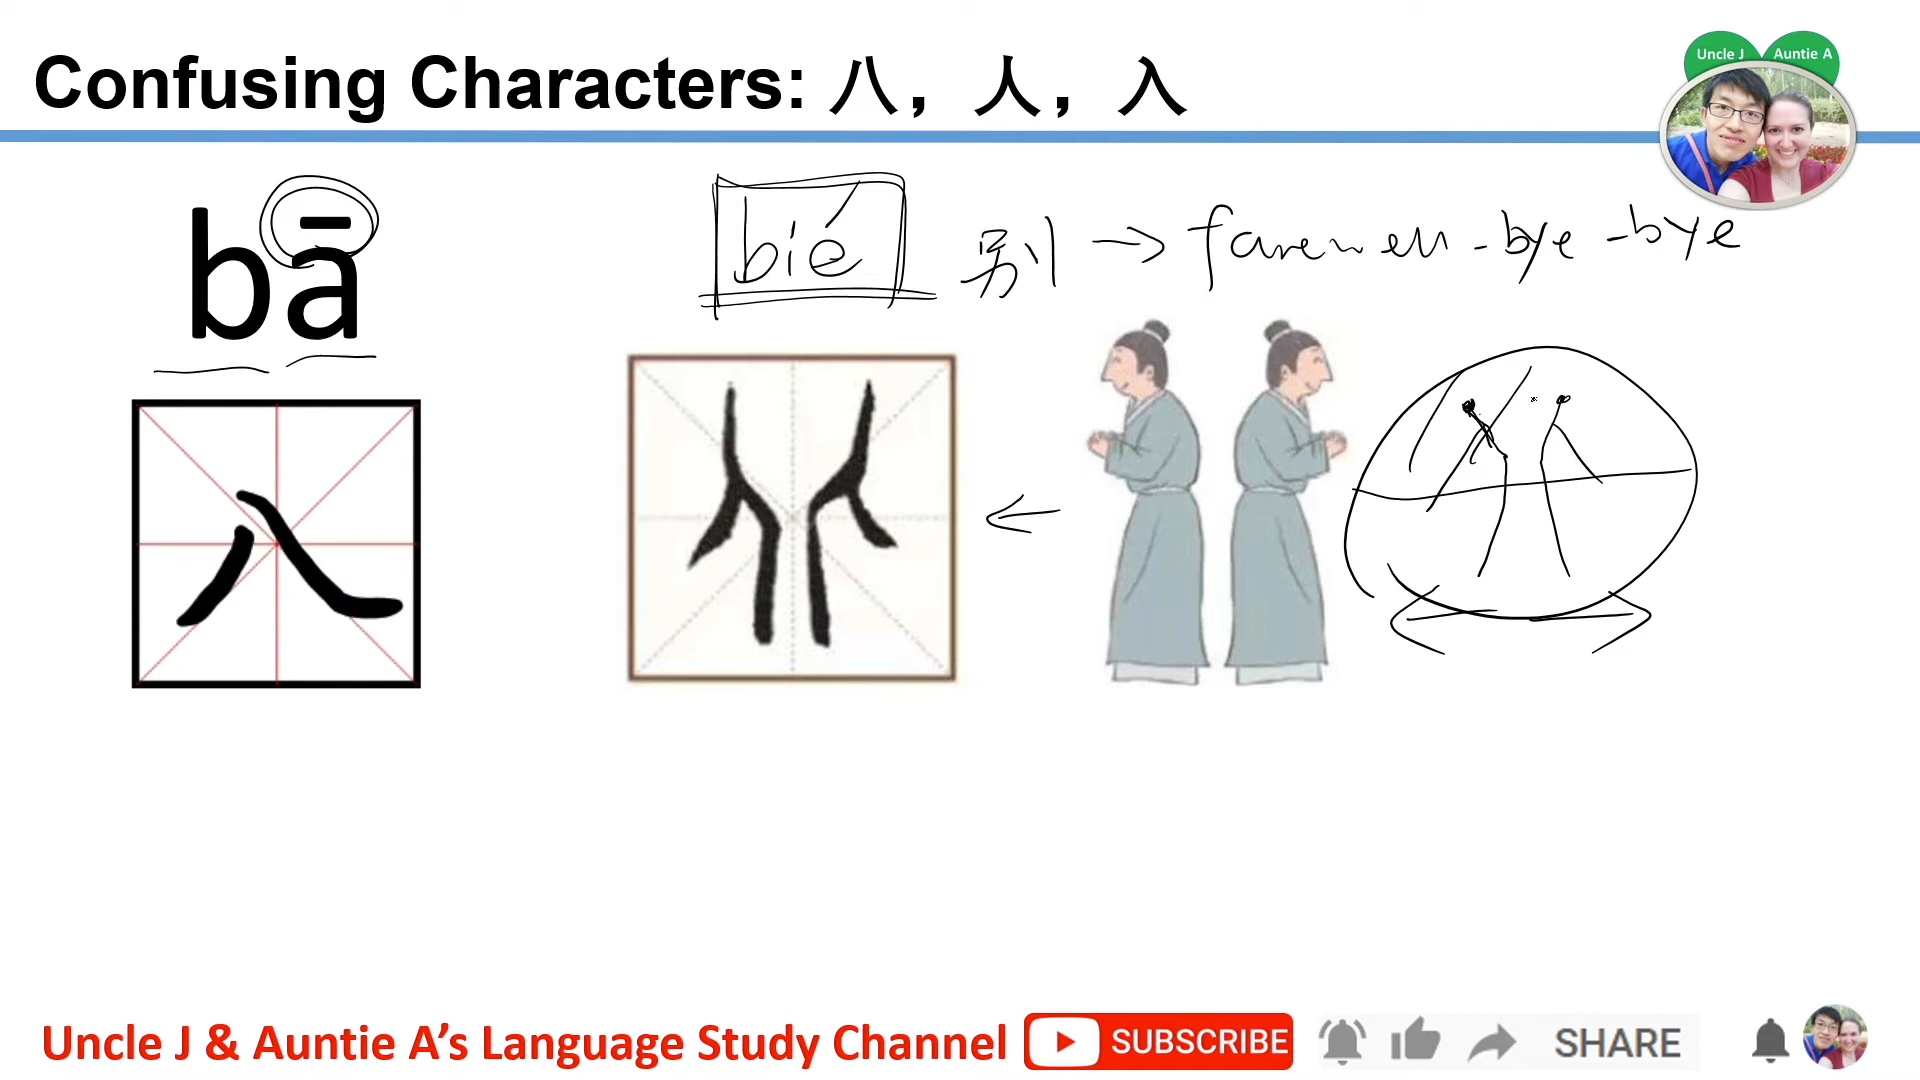 Confusing Characters: 八，人，入
Uncle J
Auntie A
bā
bié
别 → farewell - bye - bye
八
Uncle J & Auntie A's Language Study Channel
SUBSCRIBE
SHARE